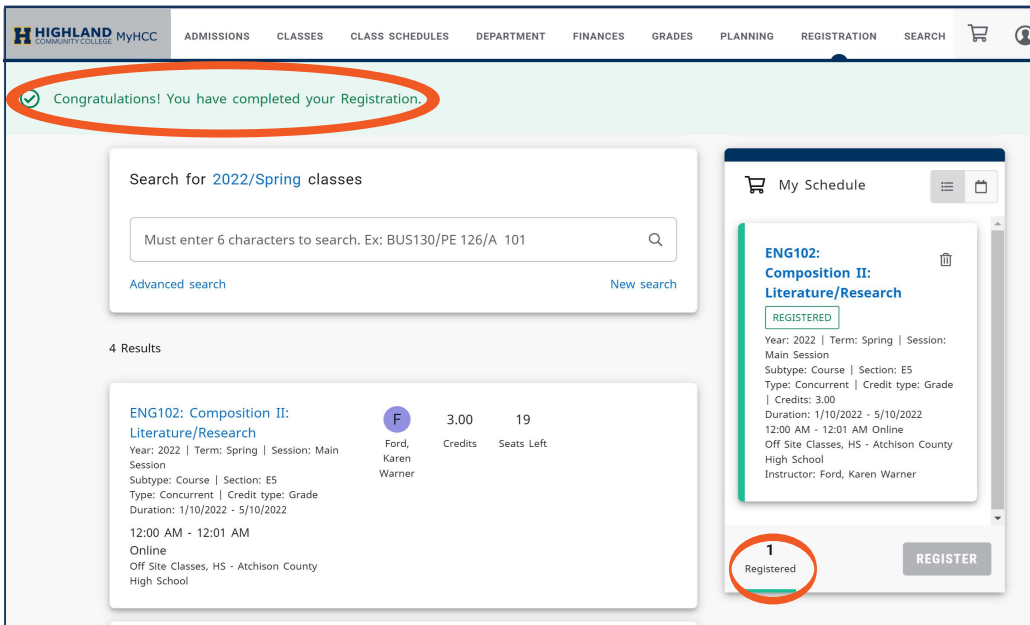 HIGHLAND
COMMUNITY COLLEGE
MyHCC
ADMISSIONS
CLASSES
CLASS SCHEDULES
DEPARTMENT
FINANCES
GRADES
PLANNING
REGISTRATION
SEARCH
Congratulations! You have completed your Registration.
Search for 2022/Spring classes
Must enter 6 characters to search. Ex: BUS130/PE 126/A 101
Advanced search
New search
4 Results
ENG102: Composition II:
Literature/Research
Year: 2022 | Term: Spring | Session: Main
Session
Subtype: Course | Section: E5
Type: Concurrent | Credit type: Grade
Duration: 1/10/2022 - 5/10/2022
12:00 AM - 12:01 AM
Online
Off Site Classes, HS - Atchison County
High School
F
Ford,
Karen
Warner
3.00
Credits
19
Seats Left
My Schedule
ENG102:
Composition II:
Literature/Research
REGISTERED
Year: 2022 | Term: Spring | Session:
Main Session
Subtype: Course | Section: E5
Type: Concurrent | Credit type: Grade
| Credits: 3.00
Duration: 1/10/2022 - 5/10/2022
12:00 AM - 12:01 AM Online
Off Site Classes, HS - Atchison County
High School
Instructor: Ford, Karen Warner
1
Registered
REGISTER